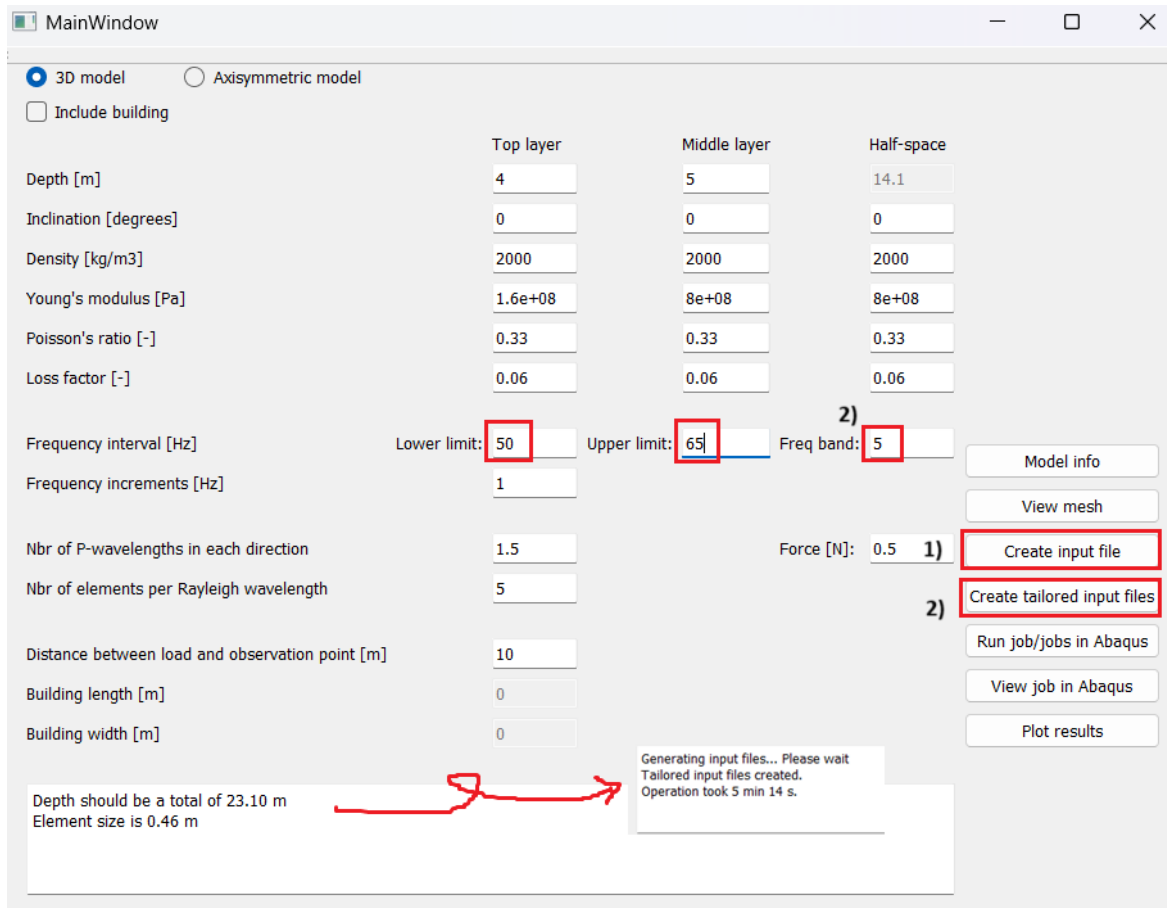 MainWindow
3D model Axisymmetric model
Include building
Top layer Middle layer Half-space
Depth [m] 4 5 14.1
Inclination [degrees] 0 0 0
Density [kg/m3] 2000 2000 2000
Young's modulus [Pa] 1.6e+08 8e+08 8e+08
Poisson's ratio [-] 0.33 0.33 0.33
Loss factor [-] 0.06 0.06 0.06
2)
Frequency interval [Hz] Lower limit: 50 Upper limit: 65 Freq band: 5
Model info
Frequency increments [Hz] 1
View mesh
Nbr of P-wavelengths in each direction 1.5 Force [N]: 0.5 1) Create input file
Nbr of elements per Rayleigh wavelength 5
2) Create tailored input files
Run job/jobs in Abaqus
Distance between load and observation point [m] 10
Building length [m] 0 View job in Abaqus
Building width [m] 0 Plot results
Generating input files... Please wait
Tailored input files created.
Operation took 5 min 14 s.
Depth should be a total of 23.10 m
Element size is 0.46 m